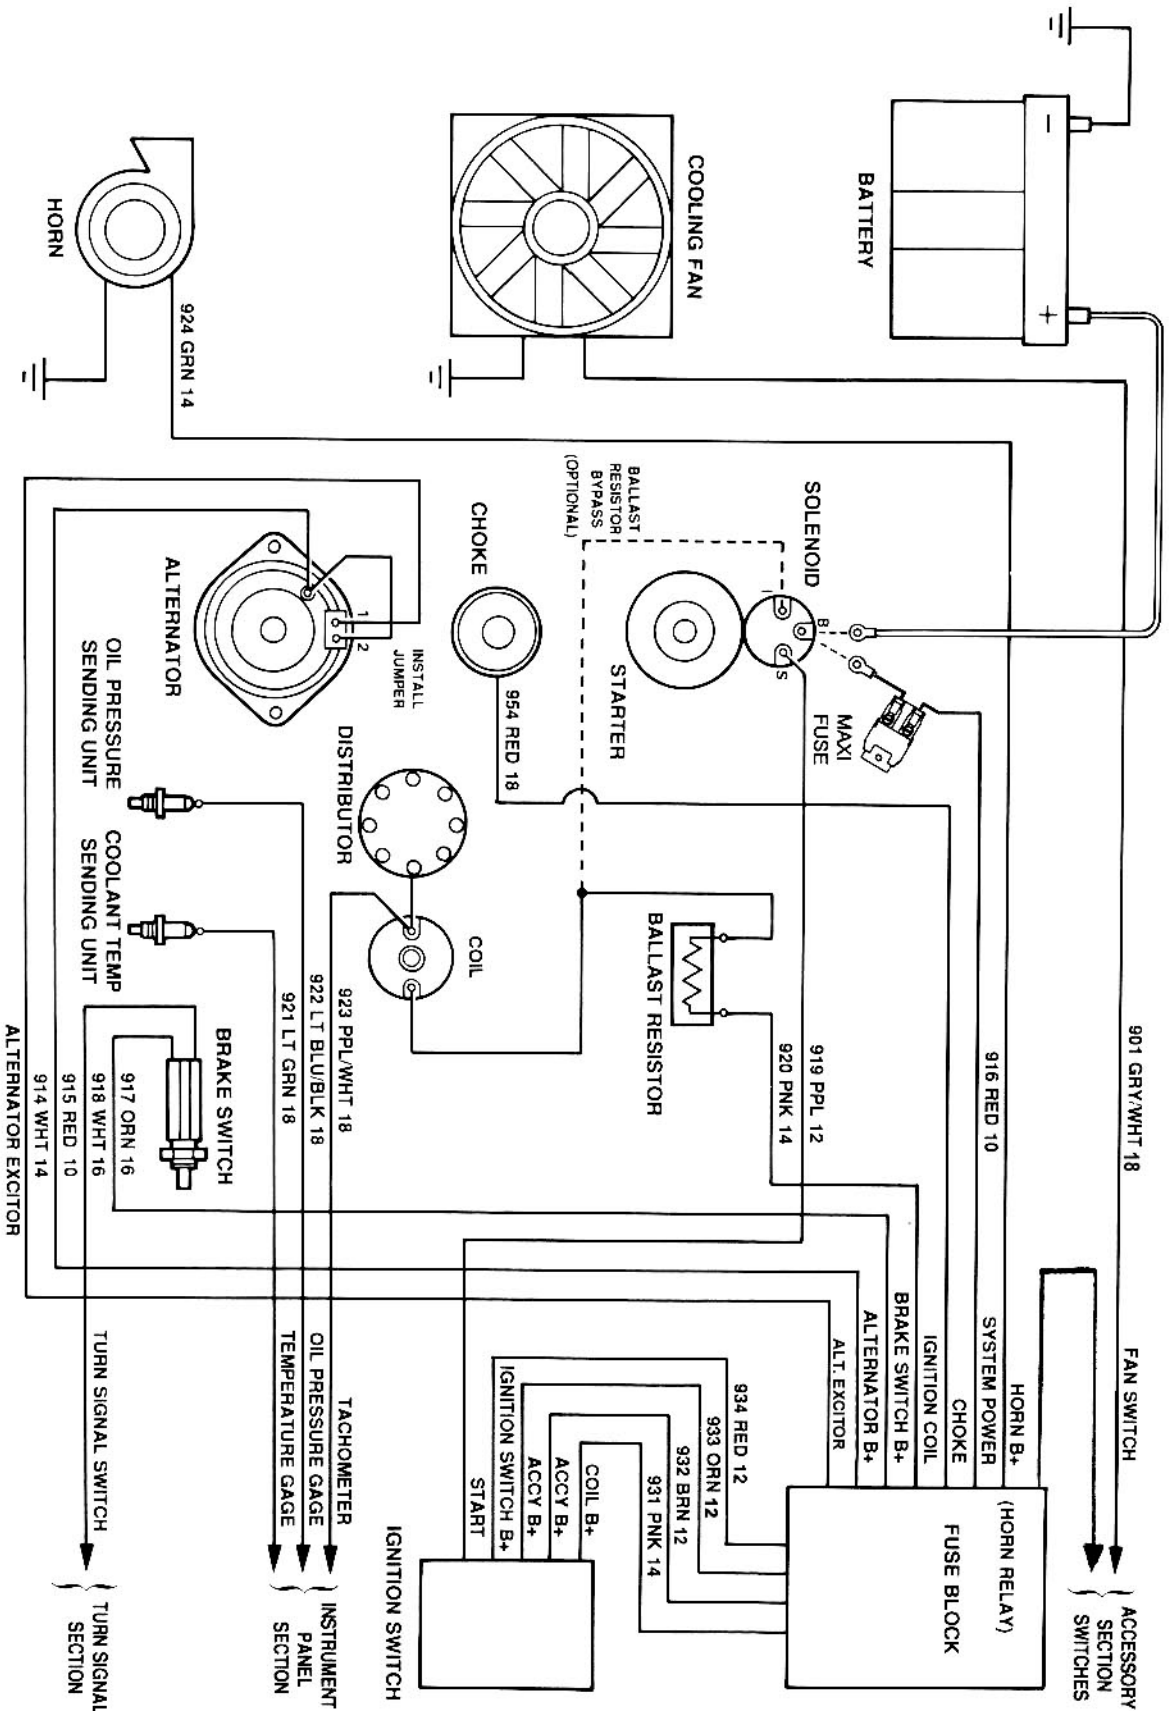 BATTERY
-
+
COOLING FAN
HORN
924 GRN 14
901 GRY/WHT 18
FAN SWITCH
ACCESSORY
SECTION
SWITCHES
SOLENOID
I
B
S
STARTER
MAXI
FUSE
916 RED 10
BALLAST
RESISTOR
BYPASS
(OPTIONAL)
CHOKE
954 RED 18
ALTERNATOR
1
2
INSTALL
JUMPER
DISTRIBUTOR
COIL
BALLAST RESISTOR
919 PPL 12
920 PNK 14
OIL PRESSURE
SENDING UNIT
COOLANT TEMP
SENDING UNIT
923 PPL/WHT 18
922 LT BLU/BLK 18
921 LT GRN 18
BRAKE SWITCH
917 ORN 16
918 WHT 16
915 RED 10
914 WHT 14
ALTERNATOR EXCITOR
HORN B+
SYSTEM POWER
CHOKE
IGNITION COIL
BRAKE SWITCH B+
ALTERNATOR B+
ALT. EXCITOR
(HORN RELAY)
FUSE BLOCK
934 RED 12
933 ORN 12
932 BRN 12
931 PNK 14
COIL B+
ACCY B+
ACCY B+
IGNITION SWITCH B+
START
IGNITION SWITCH
TACHOMETER
OIL PRESSURE GAGE
TEMPERATURE GAGE
INSTRUMENT
PANEL
SECTION
TURN SIGNAL SWITCH
TURN SIGNAL
SECTION